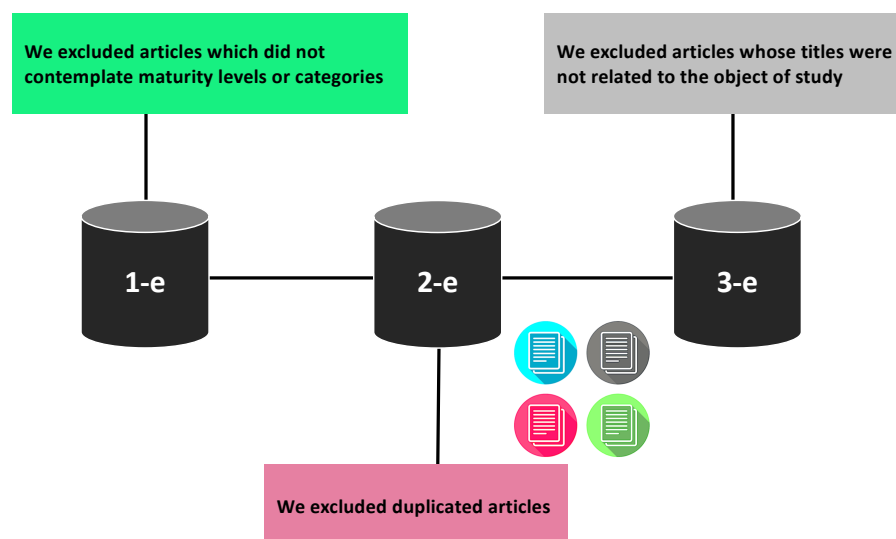 We excluded articles which did not
contemplate maturity levels or categories
We excluded articles whose titles were
not related to the object of study
1-e
2-e
3-e
We excluded duplicated articles